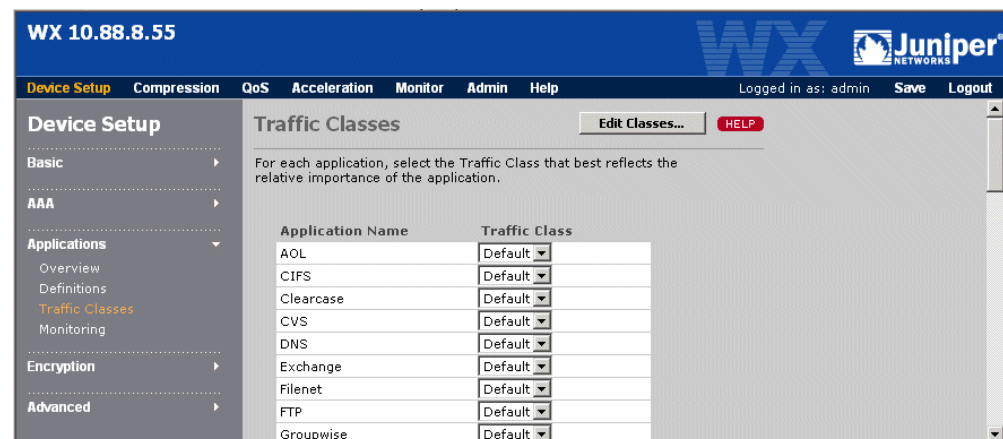 WX 10.88.8.55
WX
Juniper®
NETWORKS
Device Setup Compression QoS Acceleration Monitor Admin Help Logged in as: admin Save Logout
Device Setup
Basic
AAA
Applications
Overview
Definitions
Traffic Classes
Monitoring
Encryption
Advanced
Traffic Classes Edit Classes... HELP
For each application, select the Traffic Class that best reflects the
relative importance of the application.
Application Name Traffic Class
AOL Default
CIFS Default
Clearcase Default
CVS Default
DNS Default
Exchange Default
Filenet Default
FTP Default
Groupwise Default